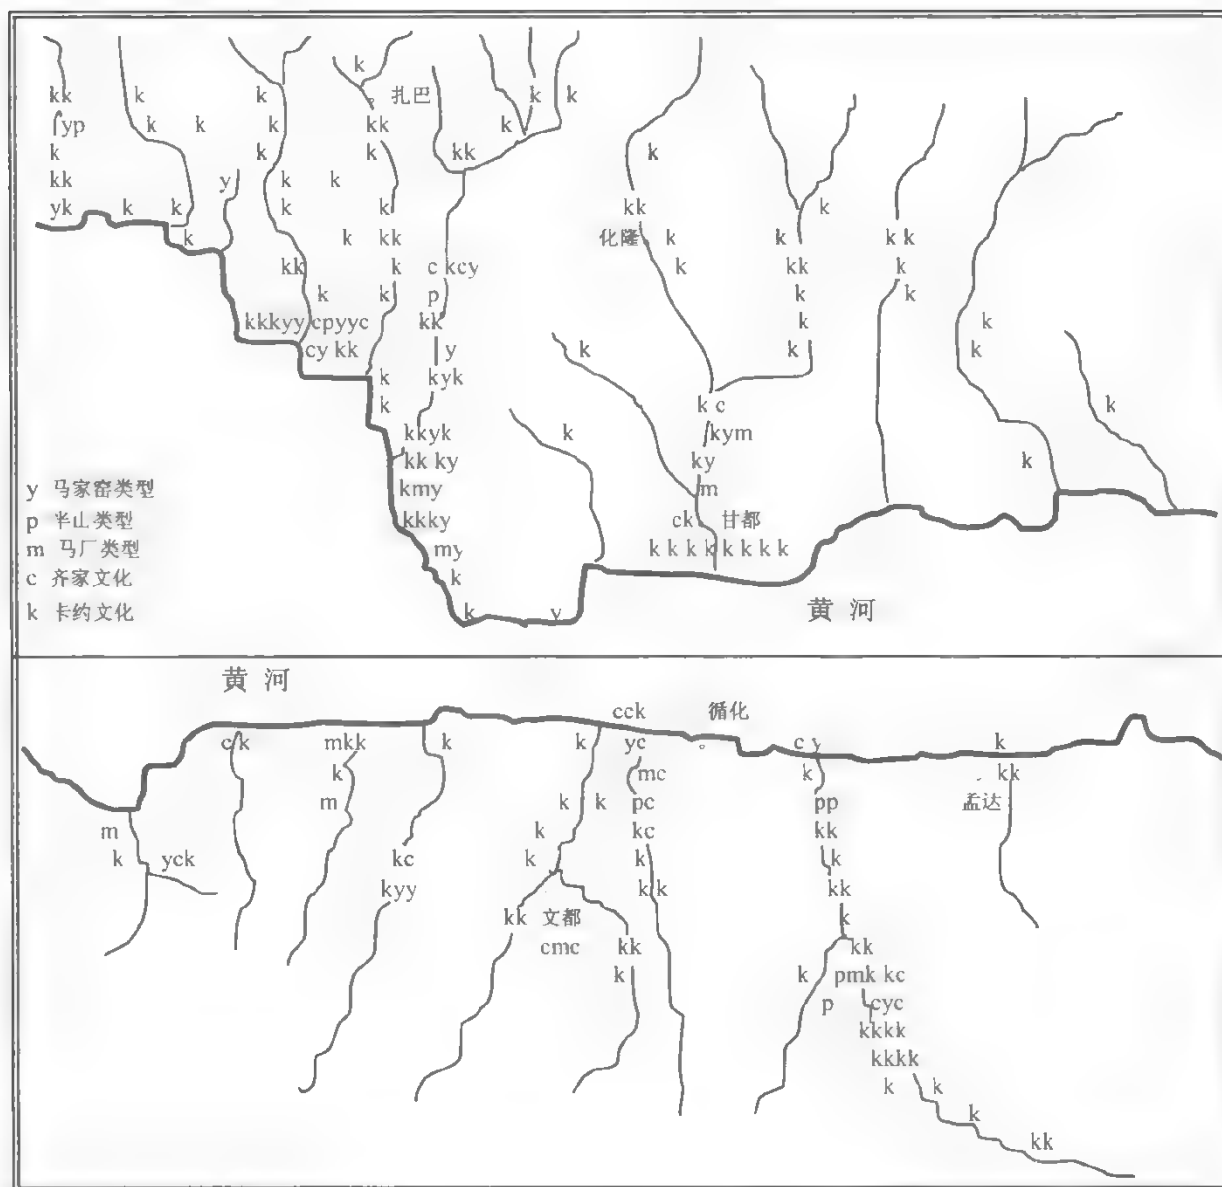 k
kk k k 扎巴 k k
yp k k k kk k
k k k kk k
kk y k k
yk k k k k kk k
k k kk 化隆 k k k k
kk k c kcy k kk k
k k p k k
kkkyy cpyyc kk k k
cy kk y k k k
k kyk
k k c k
kkyk k kym
kk ky ky k
kmy m
y 马家窑类型
kkky ck 甘都
p 半山类型
my k k k k k k k k
m 马厂类型
k
c 齐家文化
k y 黄河
k 卡约文化
黄河
cck 循化
ck mkk k k yc c y k
k mc k kk
m k k pc pp 孟达
m k kc kk
k yck kc k k k
kyy k k kk
kk 文都 k
cmc kk kk
k k pmk kc
p cyc
kkkk
kkkk
k k
k
kk